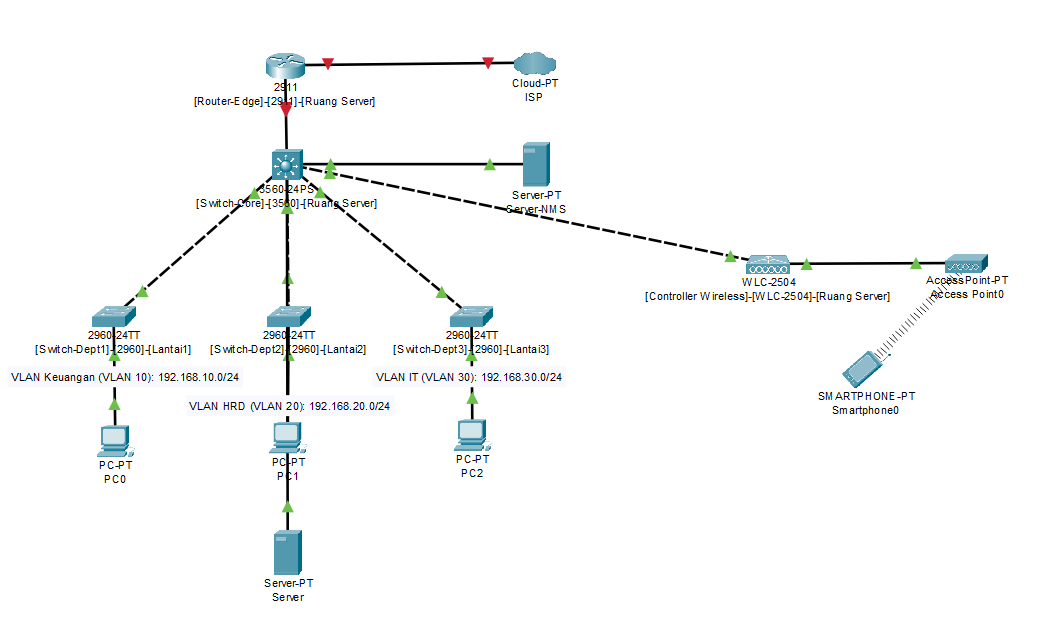 Cloud-PT
ISP
2911
[Router-Edge]-[2911]-[Ruang Server]
3560-24PS
[Switch-Core]-[3560]-[Ruang Server]
Server-PT
Server-NMS
WLC-2504
[Controller Wireless]-[WLC-2504]-[Ruang Server]
AccessPoint-PT
Access Point0
2960-24TT
[Switch-Dept1]-[2960]-[Lantai1]
2960-24TT
[Switch-Dept2]-[2960]-[Lantai2]
2960-24TT
[Switch-Dept3]-[2960]-[Lantai3]
VLAN Keuangan (VLAN 10): 192.168.10.0/24
VLAN IT (VLAN 30): 192.168.30.0/24
VLAN HRD (VLAN 20): 192.168.20.0/24
SMARTPHONE-PT
Smartphone0
PC-PT
PC0
PC-PT
PC1
PC-PT
PC2
Server-PT
Server